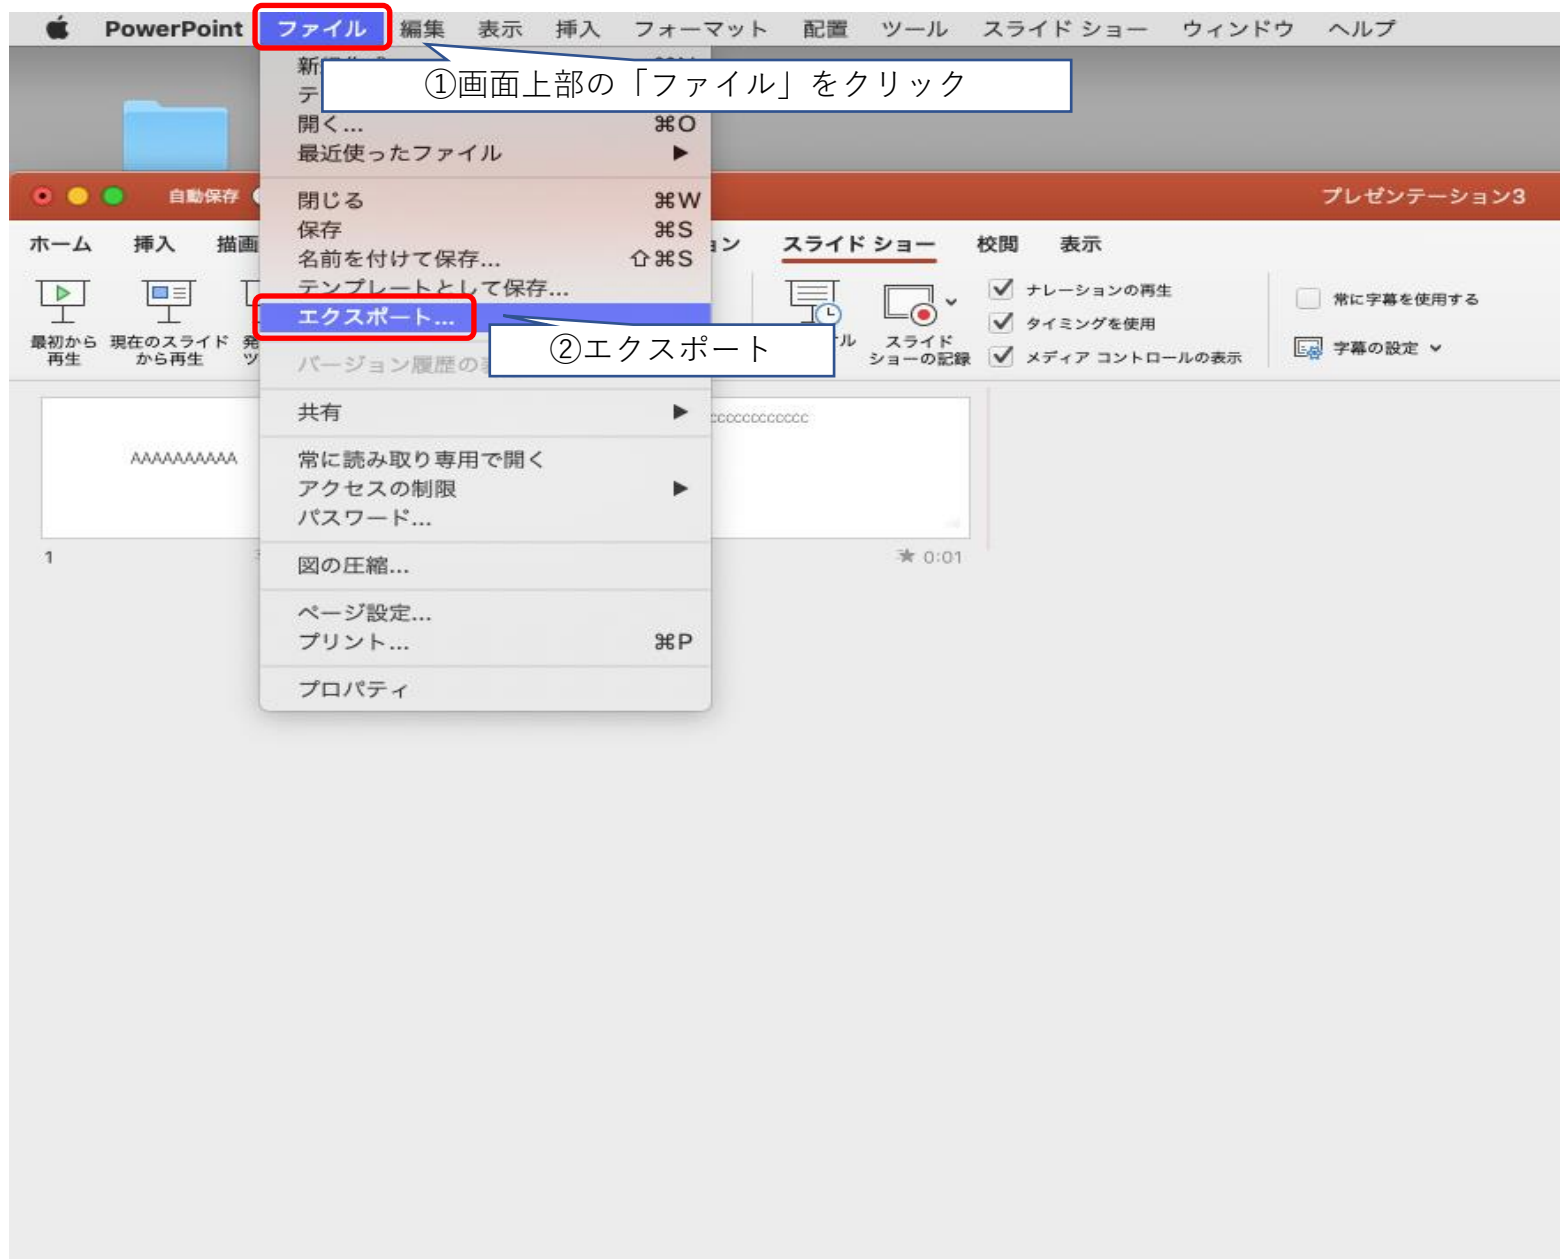 PowerPoint ファイル 編集 表示 挿入 フォーマット 配置 ツール スライド ショー ウィンドウ ヘルプ
①画面上部の「ファイル」をクリック
開く... ⌘O
最近使ったファイル ▶
閉じる ⌘W
保存 ⌘S
名前を付けて保存... ⇧⌘S
テンプレートとして保存...
エクスポート...
②エクスポート
バージョン履歴の
共有 ▶
常に読み取り専用で開く
アクセスの制限 ▶
パスワード...
図の圧縮...
ページ設定...
プリント... ⌘P
プロパティ
自動保存
プレゼンテーション3
ホーム 挿入 描画 スライド ショー 校閲 表示
最初から再生
現在のスライドから再生
スライド
ショーの記録
ナレーションの再生
タイミングを使用
メディア コントロールの表示
常に字幕を使用する
字幕の設定
AAAAAAAAAA
1
0:01